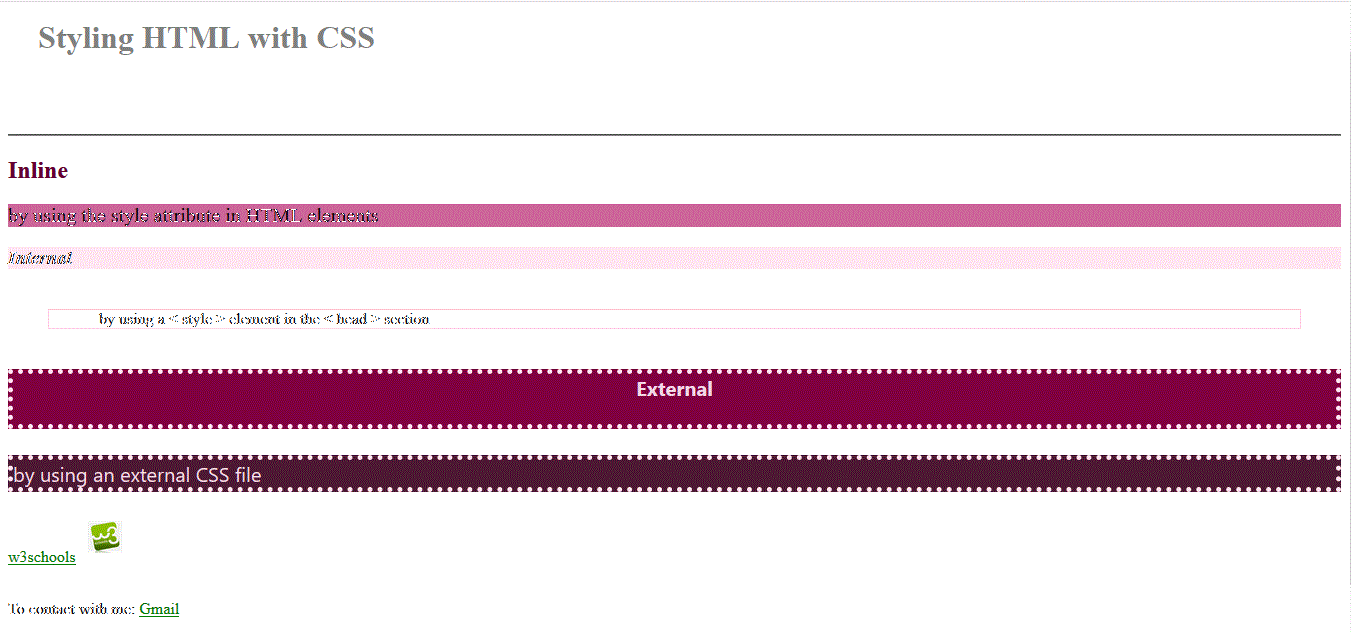 Styling HTML with CSS
Inline
by using the style attribute in HTML elements
Internal
by using a < style > element in the < head > section
External
by using an external CSS file
w3
w3schools
To contact with me: Gmail